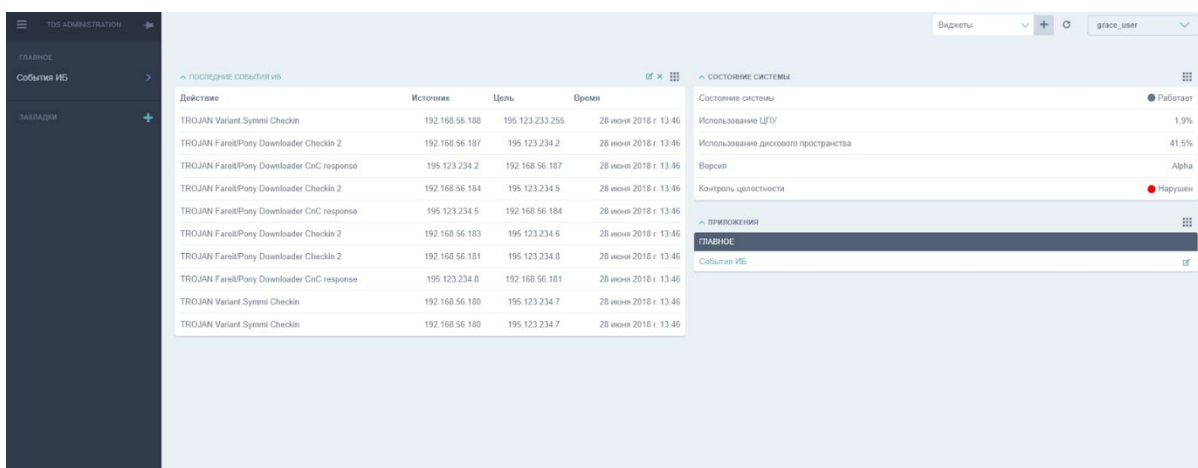 TDS ADMINISTRATION
Виджеты
grace_user
ГЛАВНОЕ
События ИБ
ЗАКЛАДКИ
ПОСЛЕДНИЕ СОБЫТИЯ ИБ
Действие Источник Цель Время
TROJAN Variant.Symmi Checkin 192.168.56.188 195.123.233.255 28 июня 2018 г. 13:46
TROJAN Fareit/Pony Downloader Checkin 2 192.168.56.187 195.123.234.2 28 июня 2018 г. 13:46
TROJAN Fareit/Pony Downloader CnC response 195.123.234.2 192.168.56.187 28 июня 2018 г. 13:46
TROJAN Fareit/Pony Downloader Checkin 2 192.168.56.184 195.123.234.5 28 июня 2018 г. 13:46
TROJAN Fareit/Pony Downloader CnC response 195.123.234.5 192.168.56.184 28 июня 2018 г. 13:46
TROJAN Fareit/Pony Downloader Checkin 2 192.168.56.183 195.123.234.6 28 июня 2018 г. 13:46
TROJAN Fareit/Pony Downloader Checkin 2 192.168.56.181 195.123.234.8 28 июня 2018 г. 13:46
TROJAN Fareit/Pony Downloader CnC response 195.123.234.8 192.168.56.181 28 июня 2018 г. 13:46
TROJAN Variant.Symmi Checkin 192.168.56.180 195.123.234.7 28 июня 2018 г. 13:46
TROJAN Variant.Symmi Checkin 192.168.56.180 195.123.234.7 28 июня 2018 г. 13:46
СОСТОЯНИЕ СИСТЕМЫ
Состояние системы Работает
Использование ЦПУ 1,9%
Использование дискового пространства 41,5%
Версия Alpha
Контроль целостности Нарушен
ПРИЛОЖЕНИЯ
ГЛАВНОЕ
События ИБ